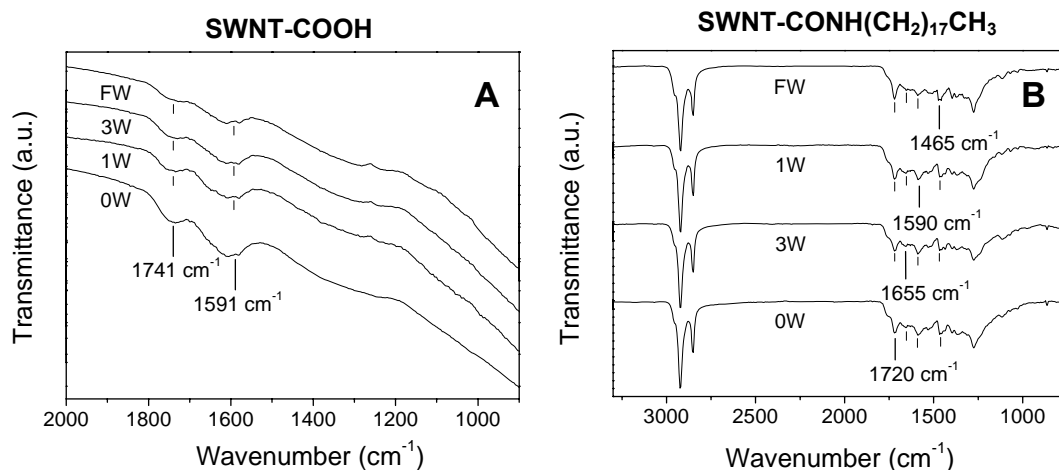 SWNT-COOH
A
FW
3W
1W
0W
1741 cm⁻¹
1591 cm⁻¹
Transmittance (a.u.)
2000 1800 1600 1400 1200 1000
Wavenumber (cm⁻¹)
SWNT-CONH(CH₂)₁₇CH₃
B
FW
1465 cm⁻¹
1W
1590 cm⁻¹
3W
1655 cm⁻¹
0W
1720 cm⁻¹
Transmittance (a.u.)
3000 2500 2000 1500 1000
Wavenumber (cm⁻¹)